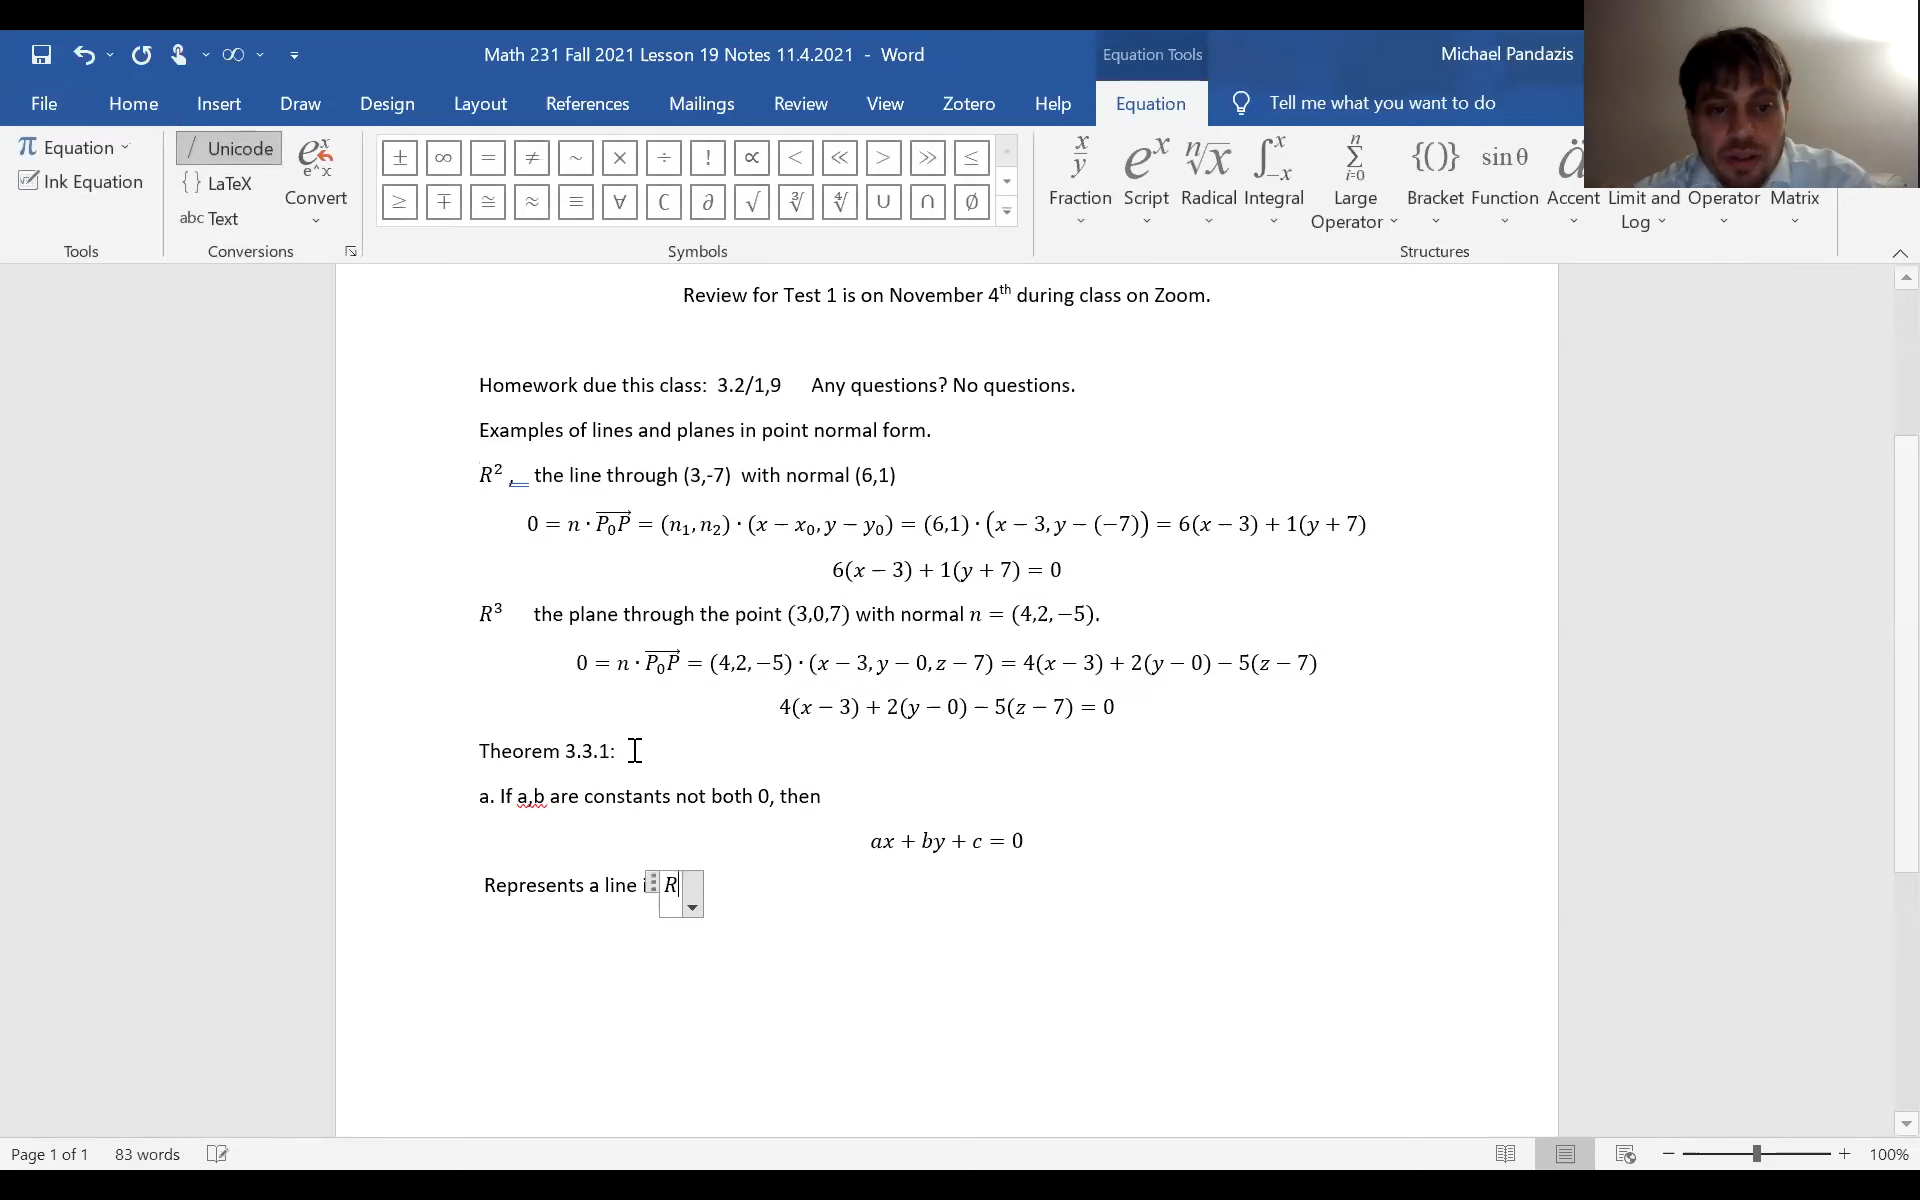 Math 231 Fall 2021 Lesson 19 Notes 11.4.2021 - Word
Equation Tools
Michael Pandazis
File Home Insert Draw Design Layout References Mailings Review View Zotero Help Equation Tell me what you want to do
π Equation
Ink Equation
Tools
/ Unicode
{} LaTeX
abc Text
eˣ
e^x
Convert
Conversions
± ∞ = ≠ ~ × ÷ ! ∝ < ≪ > ≫ ≤
≥ ∓ ≅ ≈ ≡ ∀ ∁ ∂ √ ∛ ∜ ∪ ∩ ∅
Symbols
x/y eˣ ⁿ√x ∫₋ₓˣ ∑ᵢ₌₀ⁿ {()} sinθ ä
Fraction Script Radical Integral Large Operator Bracket Function Accent Limit and Log Operator Matrix
Structures
Review for Test 1 is on November 4th during class on Zoom.
Homework due this class: 3.2/1,9 Any questions? No questions.
Examples of lines and planes in point normal form.
R² , the line through (3,-7) with normal (6,1)
0 = n · P₀P⃗ = (n₁, n₂) · (x − x₀, y − y₀) = (6,1) · (x − 3, y − (−7)) = 6(x − 3) + 1(y + 7)
6(x − 3) + 1(y + 7) = 0
R³ the plane through the point (3,0,7) with normal n = (4,2,−5).
0 = n · P₀P⃗ = (4,2,−5) · (x − 3, y − 0, z − 7) = 4(x − 3) + 2(y − 0) − 5(z − 7)
4(x − 3) + 2(y − 0) − 5(z − 7) = 0
Theorem 3.3.1:
a. If a,b are constants not both 0, then
ax + by + c = 0
Represents a line i R
Page 1 of 1 83 words
100%